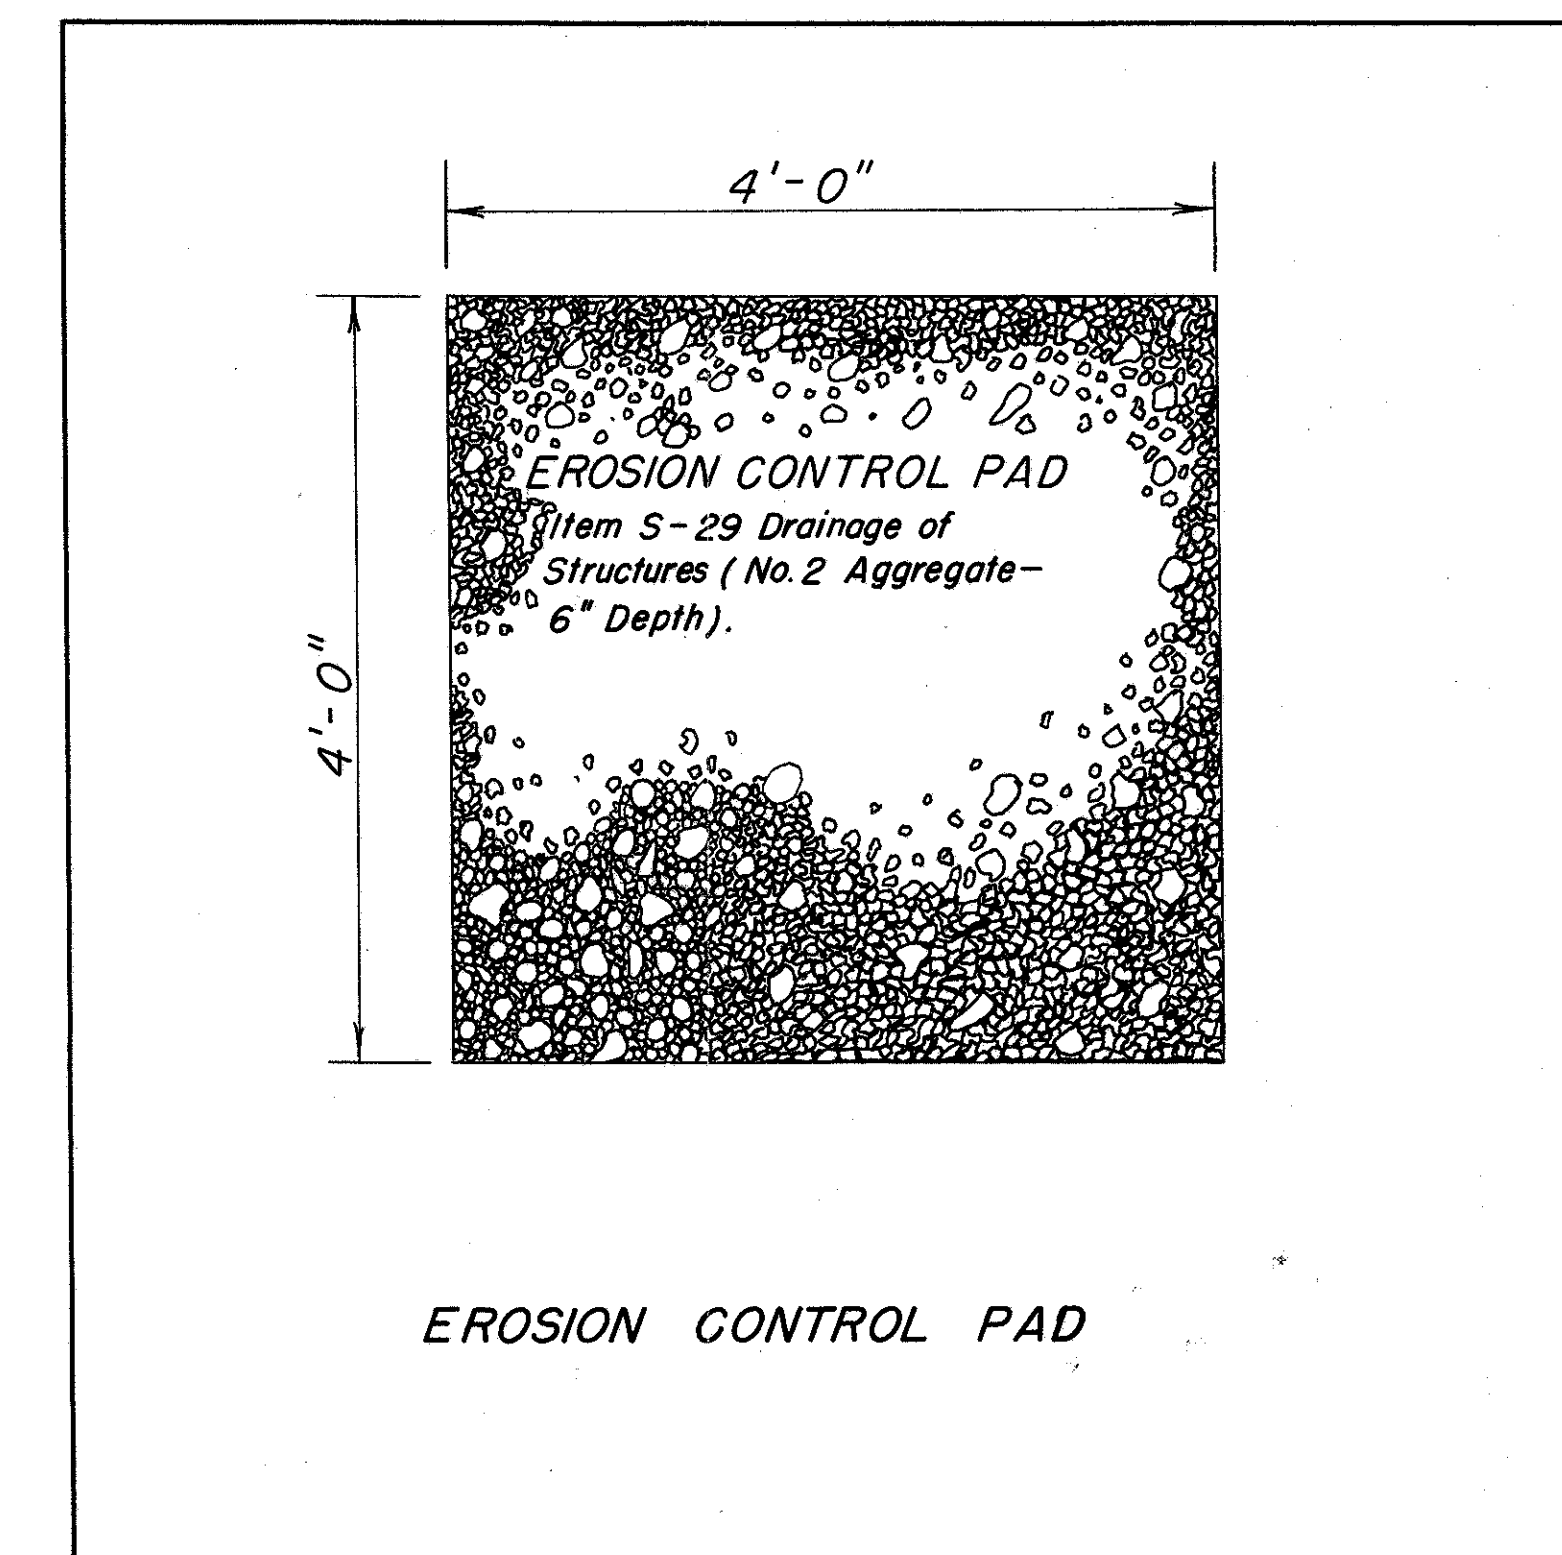 4'-0"
4'-0"
EROSION CONTROL PAD
Item S-29 Drainage of
Structures (No. 2 Aggregate-
6" Depth).
EROSION CONTROL PAD